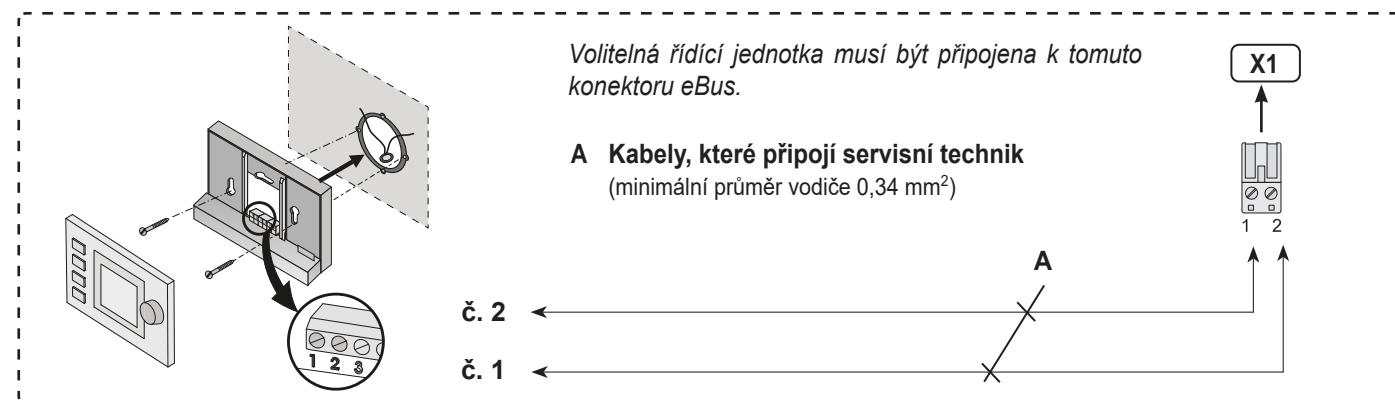 Volitelná řídící jednotka musí být připojena k tomuto
konektoru eBus.
X1
A Kabely, které připojí servisní technik
(minimální průměr vodiče 0,34 mm²)
1 2
A
č. 2
1 2 3
č. 1